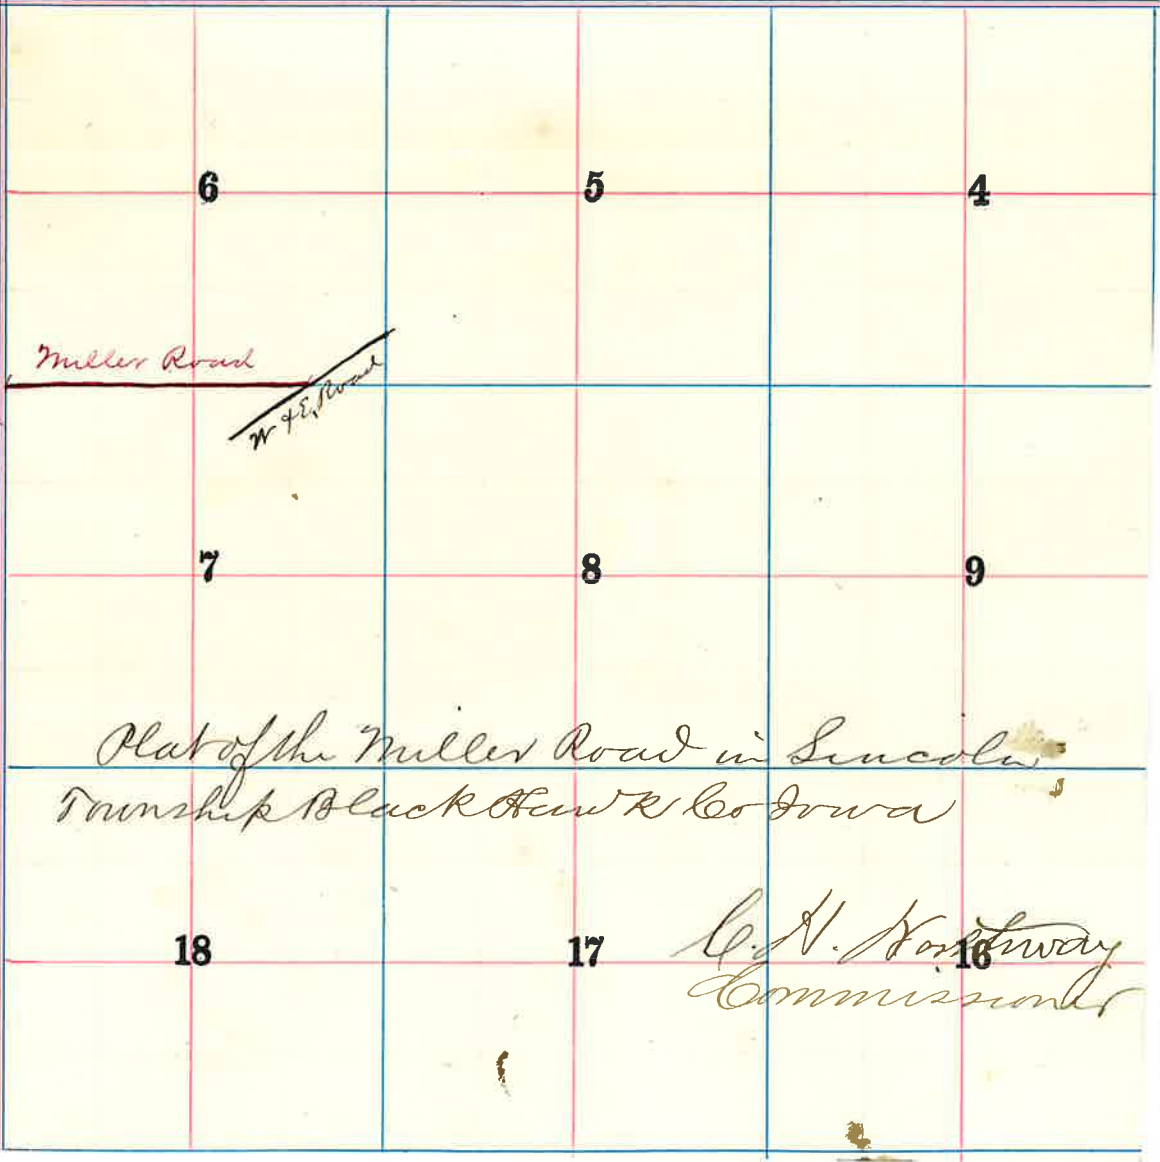 6 5 4
Miller Road
W & E. Road
7 8 9
Plat of the Miller Road in Lincoln
Township Black Hawk Co Iowa
C. H.
18 17 16
Commissioner